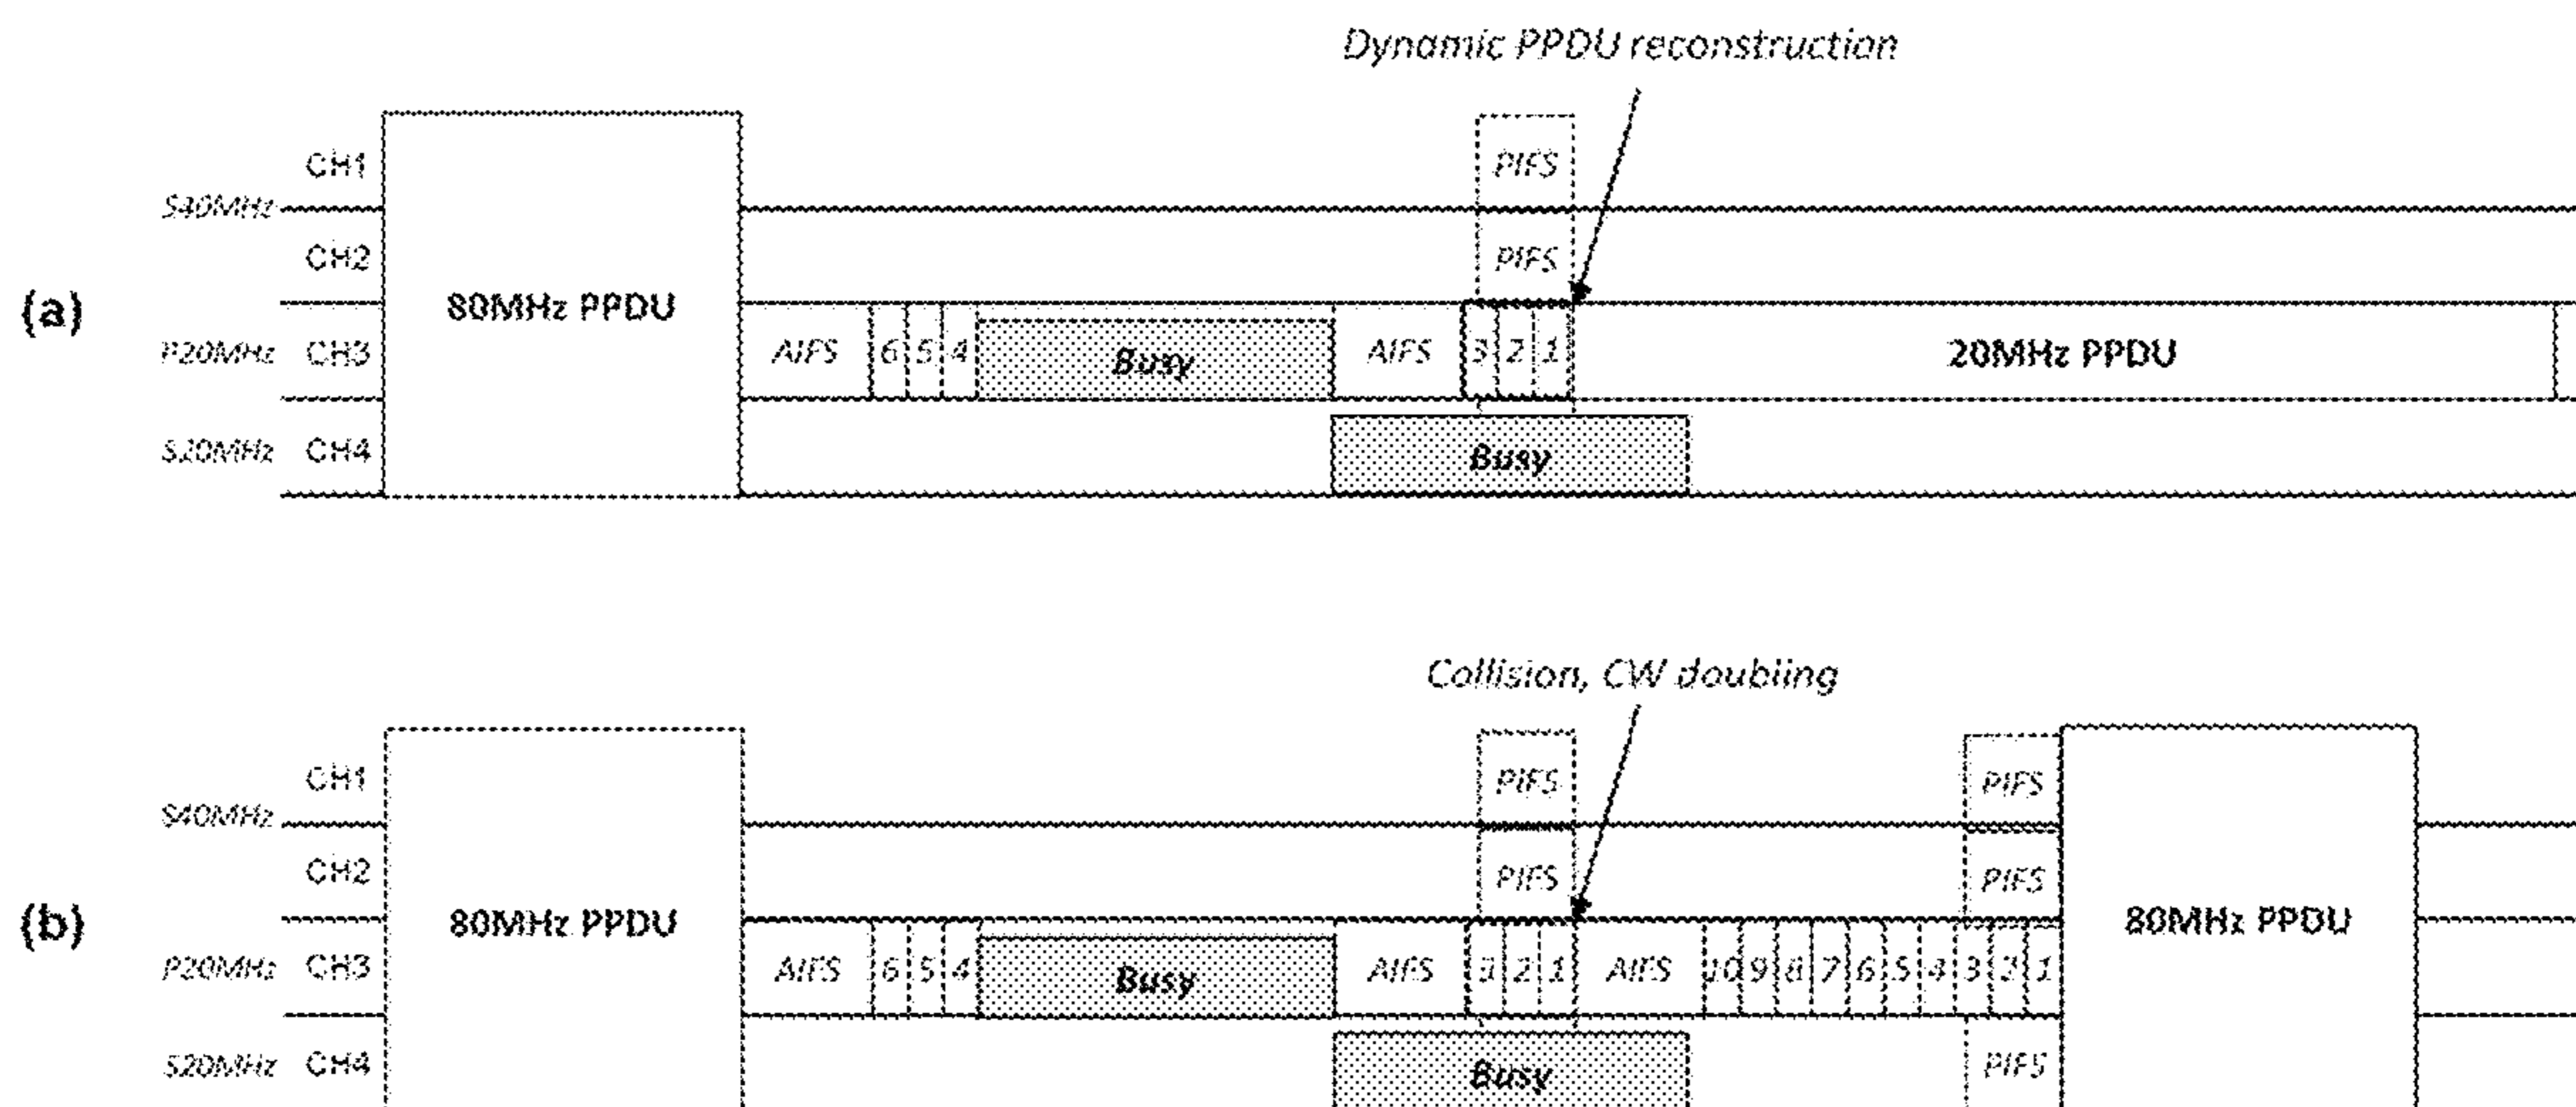 Dynamic PPDU reconstruction
(a)
CH1
PIFS
S40MHz
CH2
PIFS
80MHz PPDU
P20MHz CH3
AIFS 6 5 4 Busy AIFS 3 2 1 20MHz PPDU
S20MHz CH4
Busy
Collision, CW doubling
(b)
CH1
PIFS PIFS
S40MHz
CH2
PIFS PIFS
80MHz PPDU 80MHz PPDU
P20MHz CH3
AIFS 6 5 4 Busy AIFS 3 2 1 AIFS 10 9 8 7 6 5 4 3 2 1
S20MHz CH4
Busy PIFS